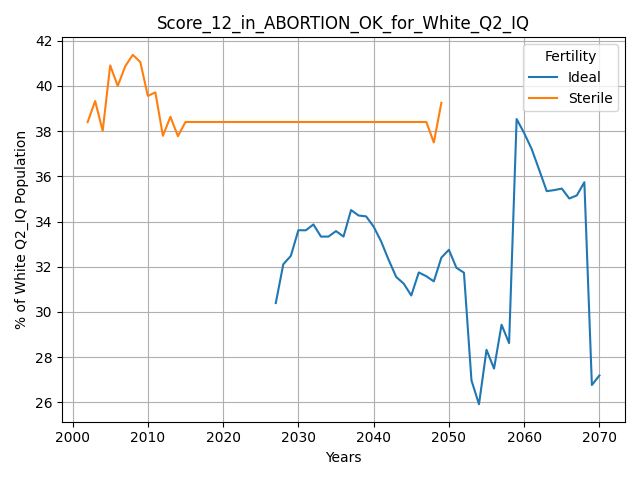 Score_12_in_ABORTION_OK_for_White_Q2_IQ
Fertility
Ideal
Sterile
% of White Q2_IQ Population
42
40
38
36
34
32
30
28
26
2000 2010 2020 2030 2040 2050 2060 2070
Years